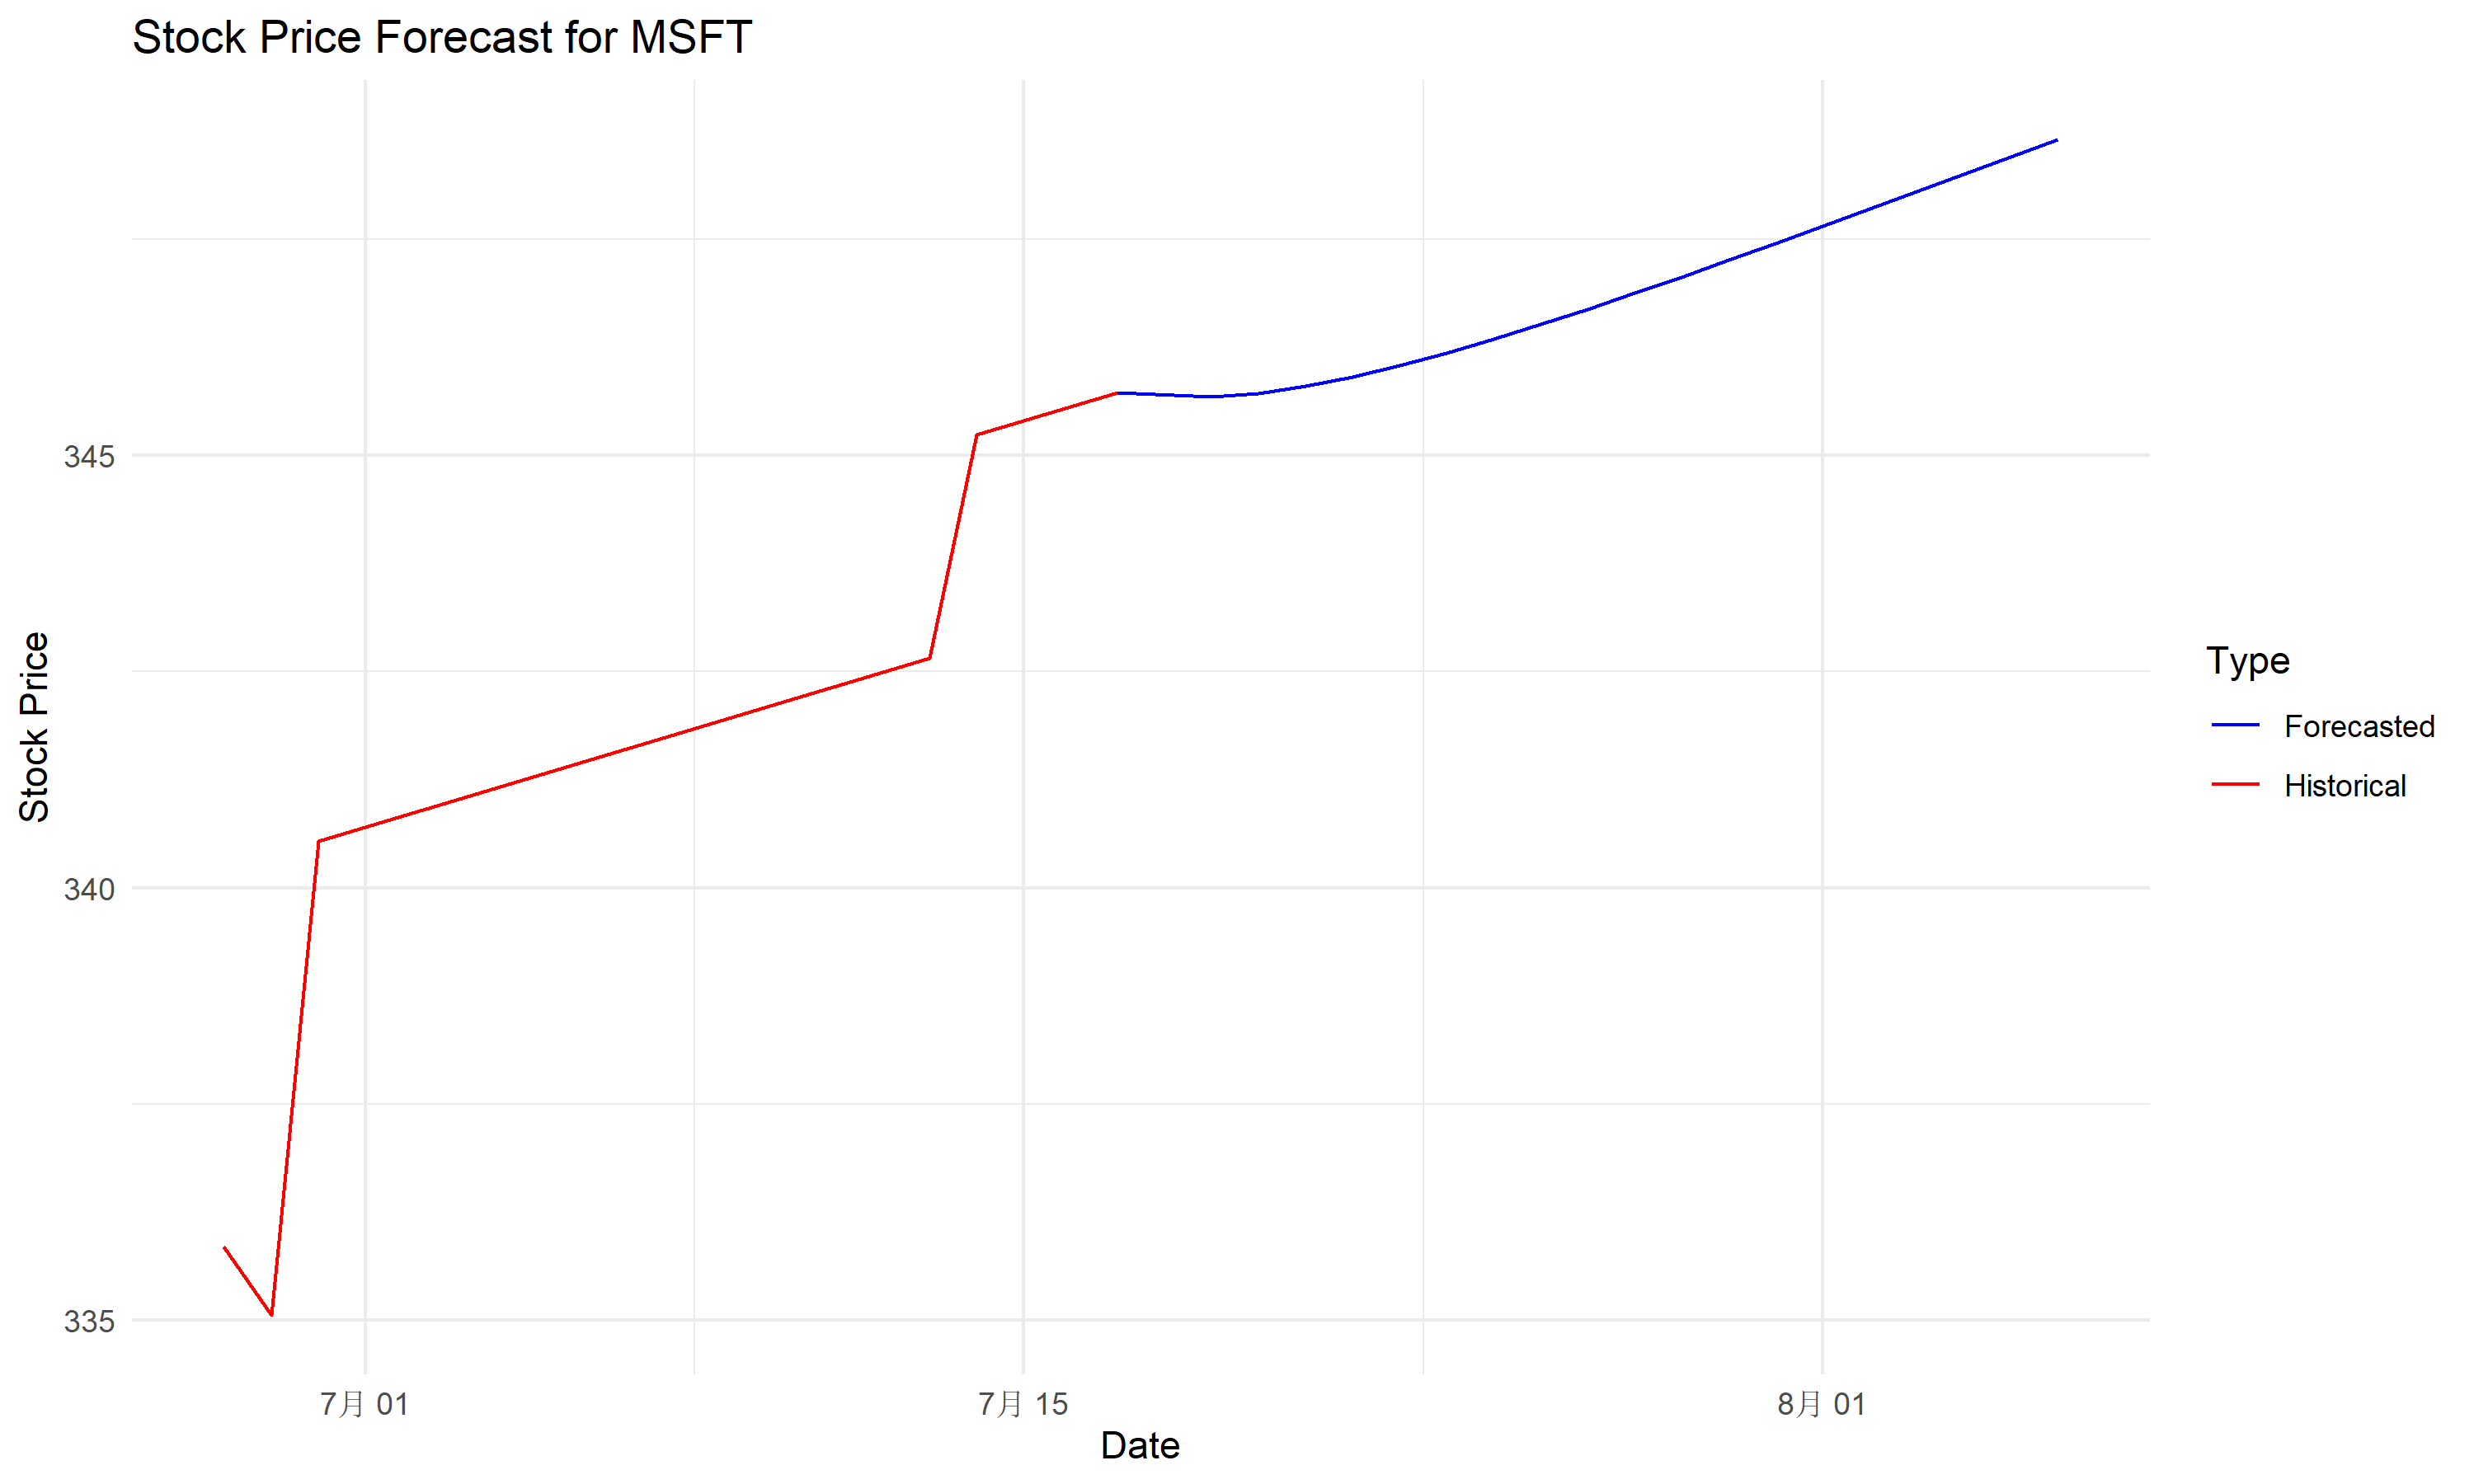 Stock Price Forecast for MSFT
Stock Price
345
340
335
7月 01
7月 15
8月 01
Date
Type
Forecasted
Historical